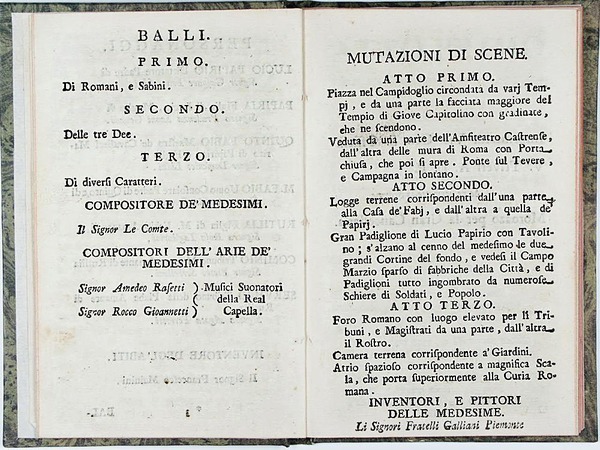 BALLI.
PRIMO.
Di Romani, e Sabini.
SECONDO.
Delle tre Dee.
TERZO.
Di diversi Caratteri.
COMPOSITORE DE' MEDESIMI.
Il Signor Le Comte.
COMPOSITORI DELL' ARIE DE'
MEDESIMI.
Signor Amedeo Rasetti ) Musici Suonatori
( della Real
Signor Rocco Gioannetti ) Capella.
BAL-
MUTAZIONI DI SCENE.
ATTO PRIMO.
Piazza nel Campidoglio circondata da varj Tem-
pj, e da una parte la facciata maggiore del
Tempio di Giove Capitolino con gradinate,
che ne scendono.
Veduta da una parte dell'Amfiteatro Castrense,
dall'altra delle mura di Roma con Porta
chiusa, che poi si apre. Ponte sul Tevere,
e Campagna in lontano.
ATTO SECONDO.
Logge terrene corrispondenti dall'una parte
alla Casa de' Fabj, e dall'altra a quella de'
Papirj.
Gran Padiglione di Lucio Papirio con Tavoli-
no; s'alzano al cenno del medesimo le due
grandi Cortine del fondo, e vedesi il Campo
Marzio sparso di fabbriche della Città, e di
Padiglioni tutto ingombrato da numerose
Schiere di Soldati, e Popolo.
ATTO TERZO.
Foro Romano con luogo elevato per li Tri-
buni, e Magistrati da una parte, dall'altra
il Rostro.
Camera terrena corrispondente a' Giardini.
Atrio spazioso corrispondente a magnifica Sca-
la, che porta superiormente alla Curia Ro-
mana.
INVENTORI, E PITTORI
DELLE MEDESIME.
Li Signori Fratelli Galliani Piemonte